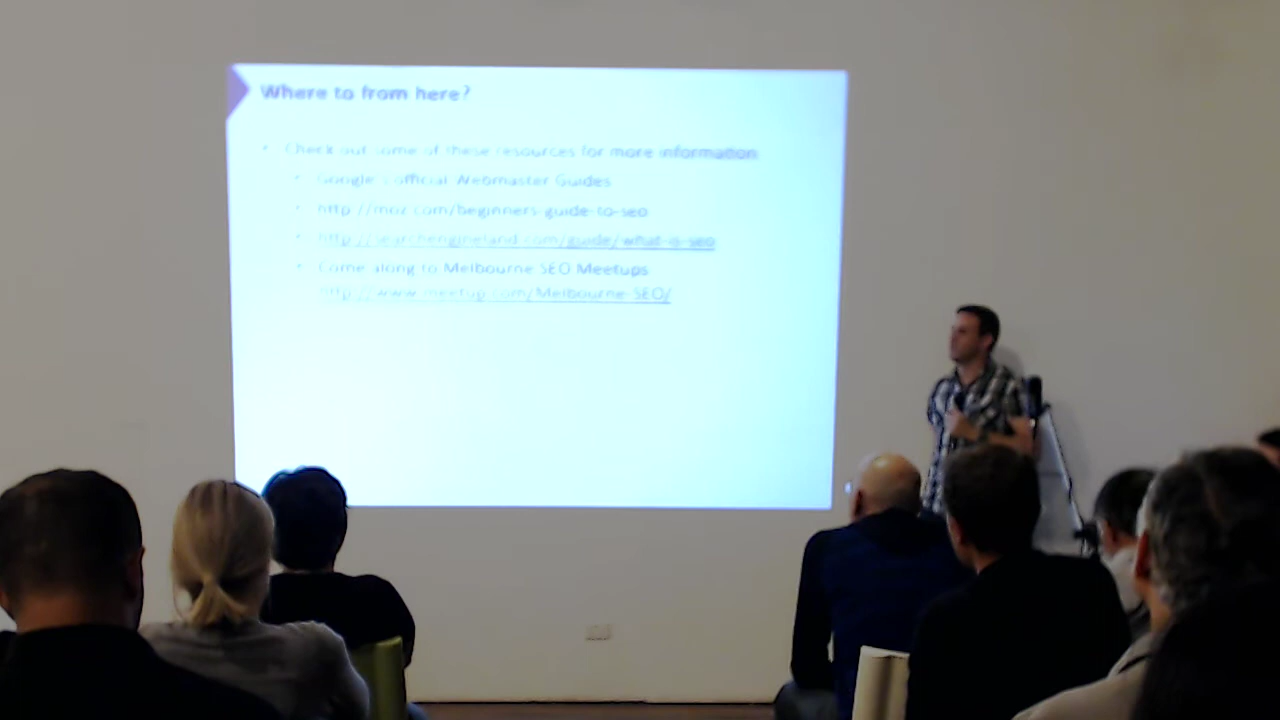 Where to from here?
Check out some of these resources for more information
Google's official Webmaster Guides
http://moz.com/beginners-guide-to-seo
http://searchengineland.com/guide/what-is-seo
Come along to Melbourne SEO Meetups
http://www.meetup.com/Melbourne-SEO/